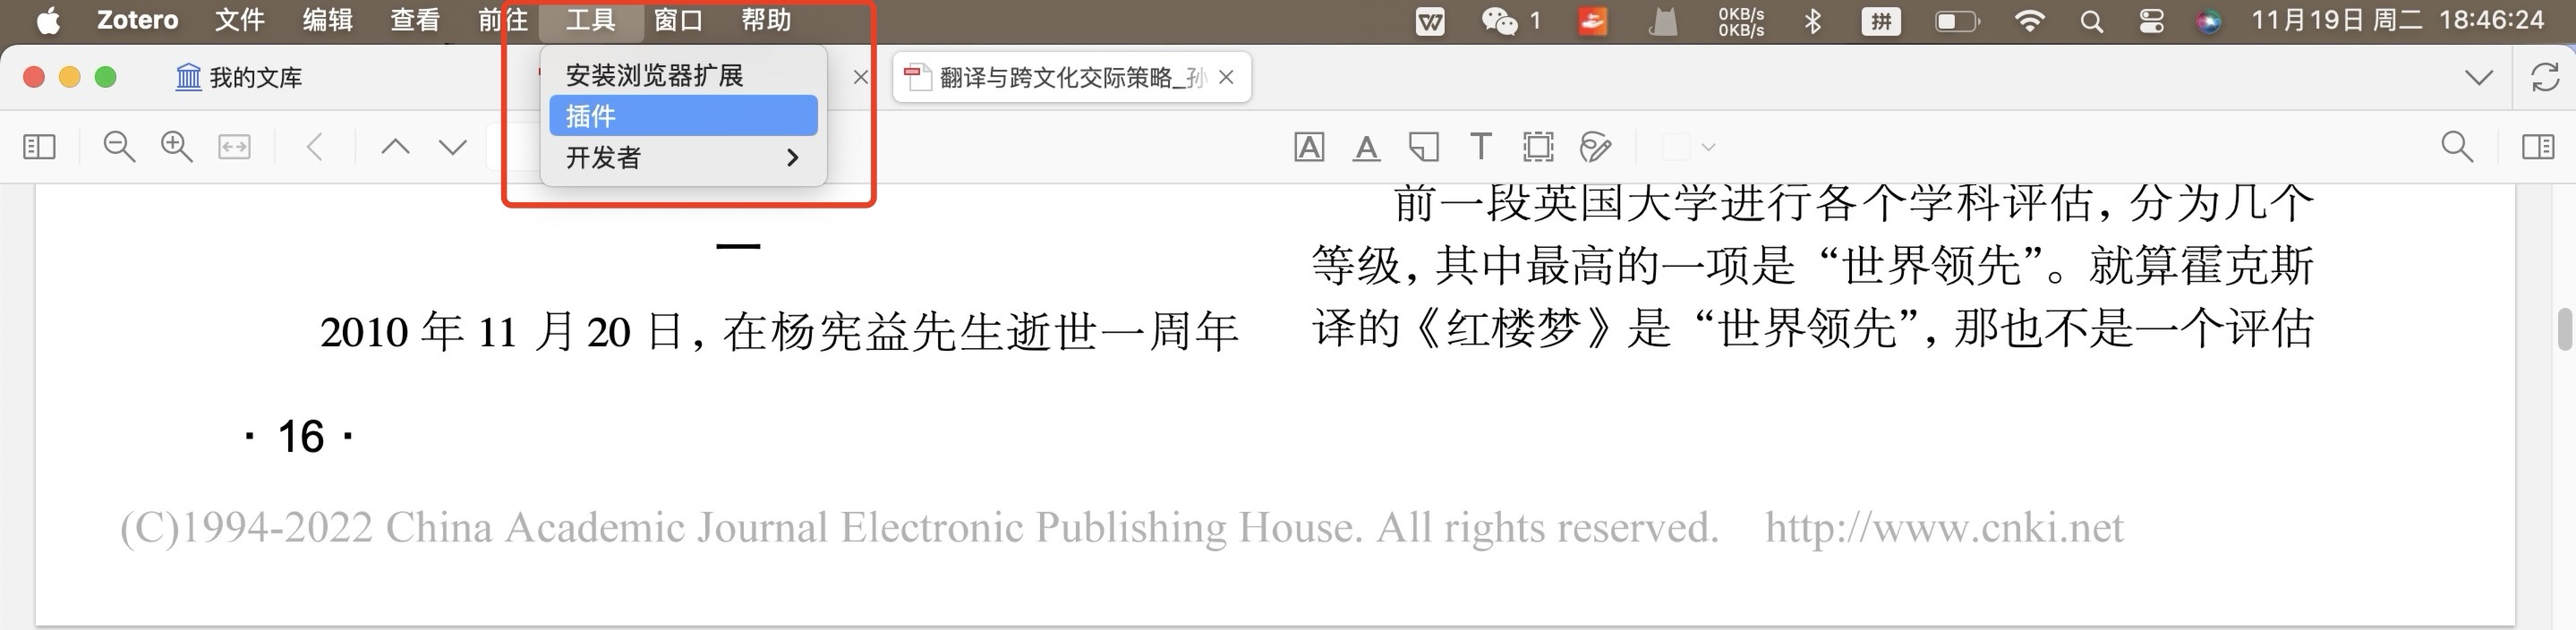 Zotero 文件 编辑 查看 前往 工具 窗口 帮助 1 0KB/s 拼 11月19日 周二 18:46:24
0KB/s
我的文库 翻译与跨文化交际策略_孙
安装浏览器扩展
插件
开发者
A A T
一
2010 年 11 月 20 日, 在杨宪益先生逝世一周年
· 16 ·
前一段英国大学进行各个学科评估, 分为几个
等级, 其中最高的一项是 “世界领先”。就算霍克斯
译的《红楼梦》是 “世界领先”, 那也不是一个评估
(C)1994-2022 China Academic Journal Electronic Publishing House. All rights reserved. http://www.cnki.net